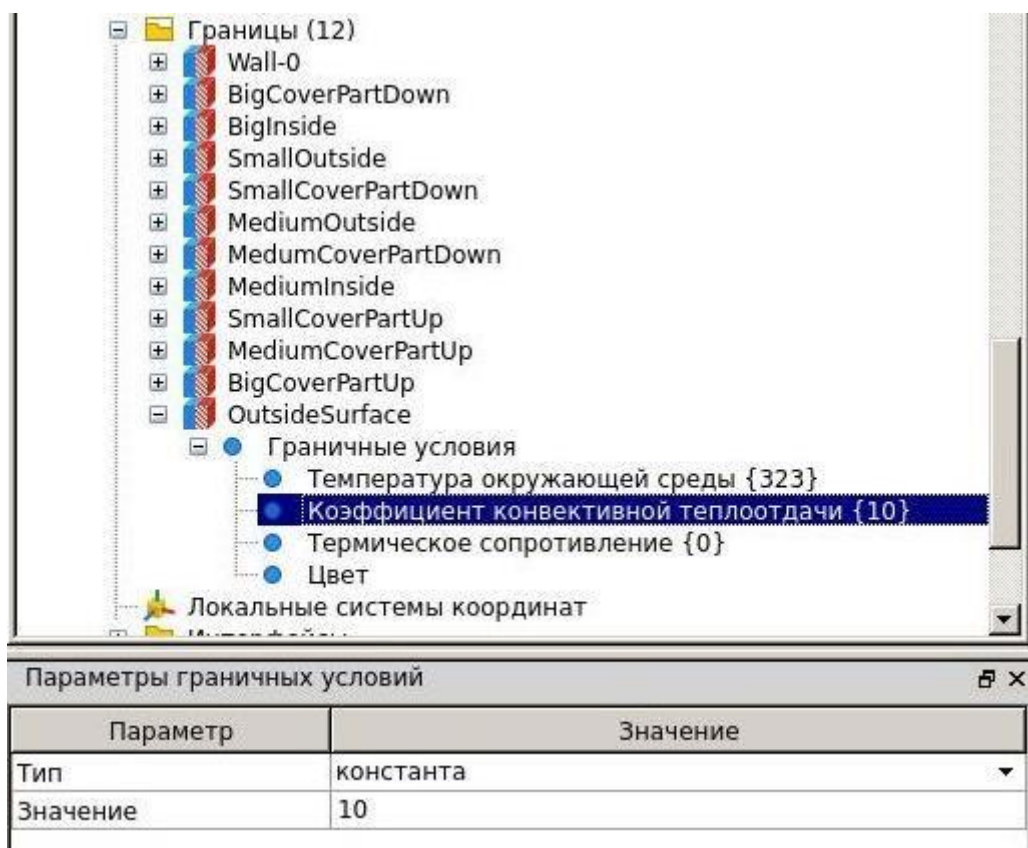 Границы (12)
Wall-0
BigCoverPartDown
BigInside
SmallOutside
SmallCoverPartDown
MediumOutside
MedumCoverPartDown
MediumInside
SmallCoverPartUp
MediumCoverPartUp
BigCoverPartUp
OutsideSurface
Граничные условия
Температура окружающей среды {323}
Коэффициент конвективной теплоотдачи {10}
Термическое сопротивление {0}
Цвет
Локальные системы координат
Параметры граничных условий
Параметр Значение
Тип константа
Значение 10